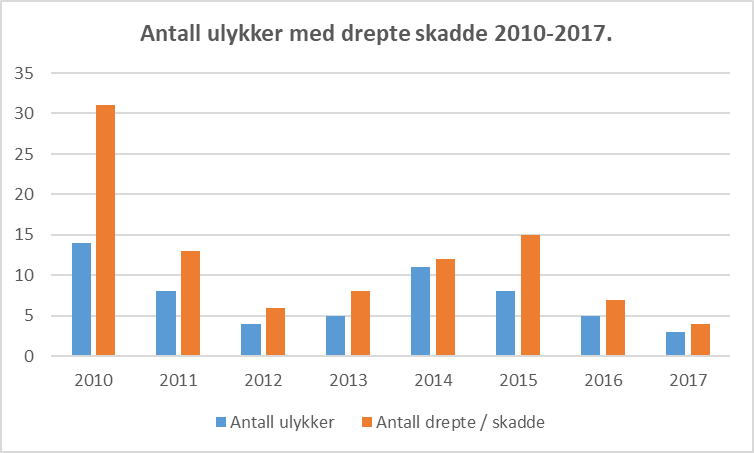 Antall ulykker med drepte skadde 2010-2017.
35
30
25
20
15
10
5
0
2010 2011 2012 2013 2014 2015 2016 2017
Antall ulykker Antall drepte / skadde